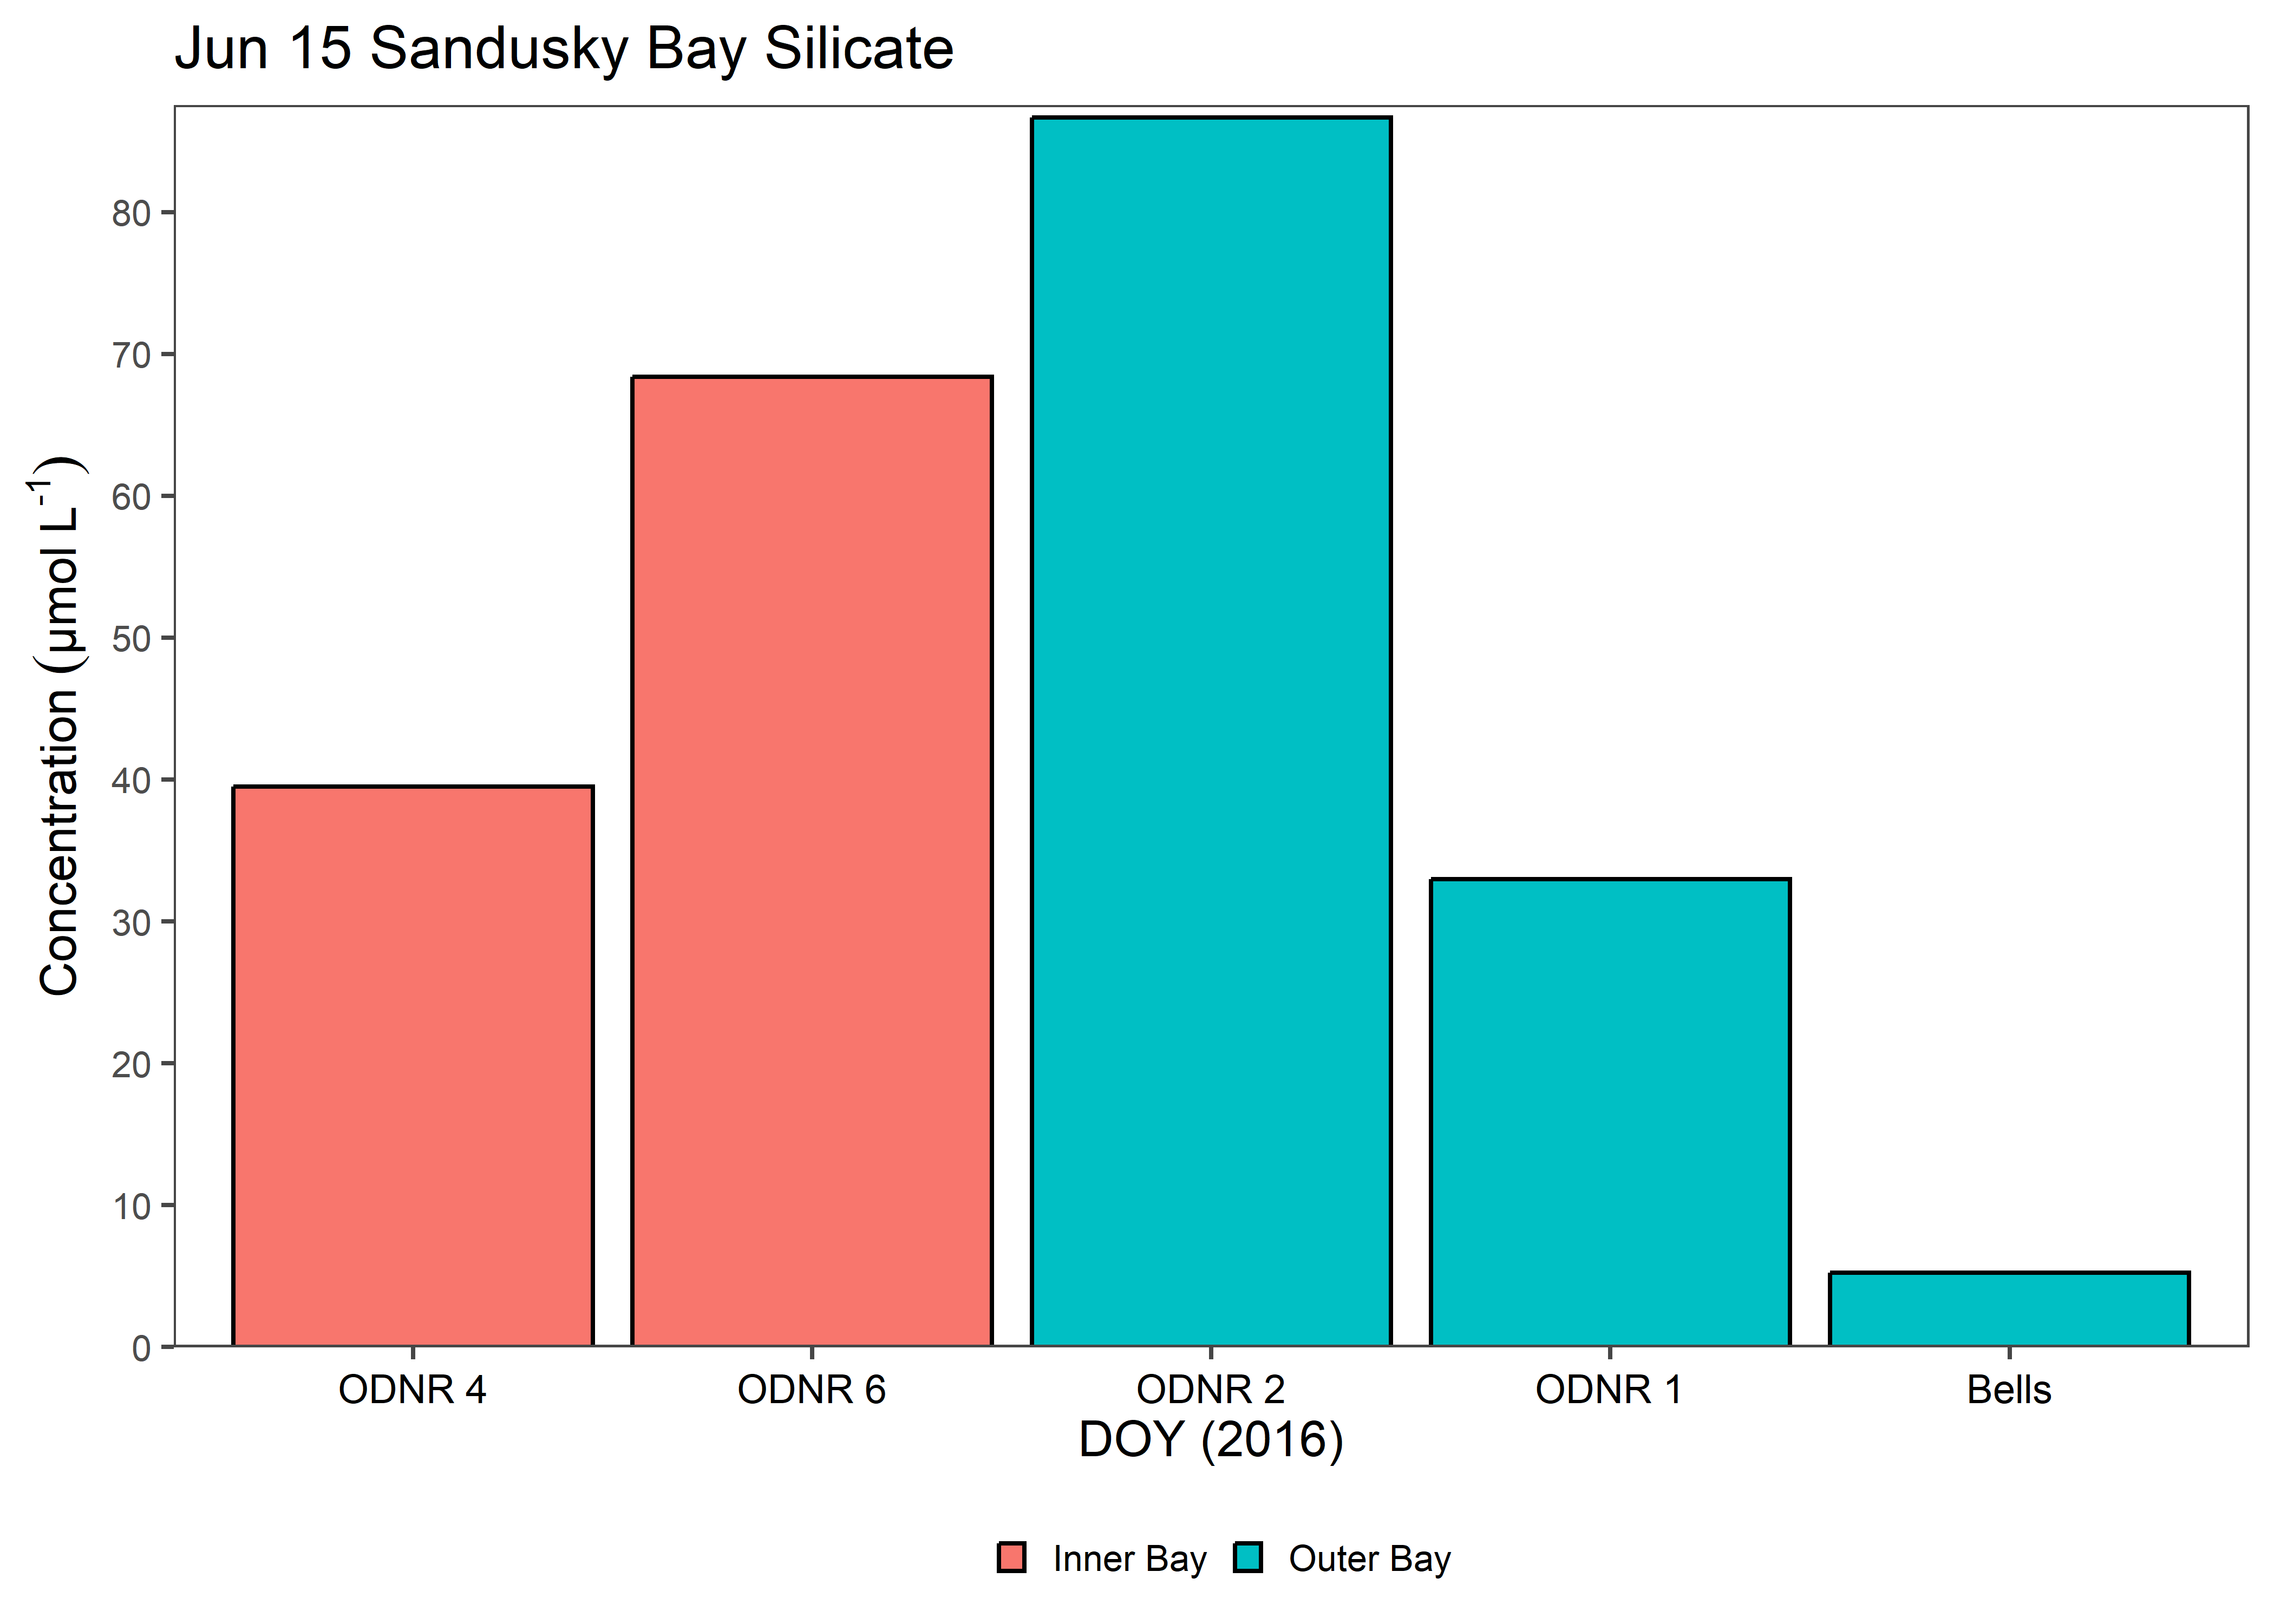 Jun 15 Sandusky Bay Silicate
Concentration (μmol L⁻¹)
80
70
60
50
40
30
20
10
0
ODNR 4 ODNR 6 ODNR 2 ODNR 1 Bells
DOY (2016)
Inner Bay Outer Bay